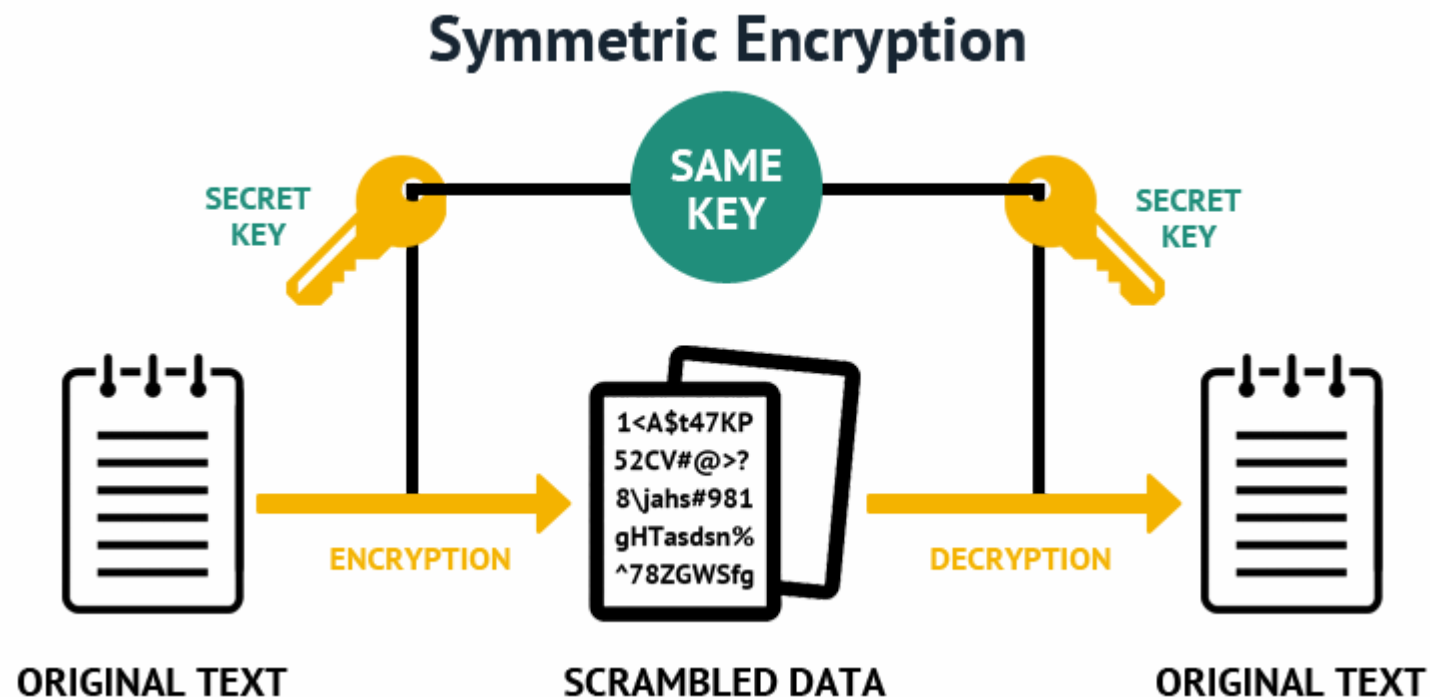 Symmetric Encryption
SAME
KEY
SECRET
KEY
SECRET
KEY
1<A$t47KP
52CV#@>?
8\jahs#981
gHTasdsn%
^78ZGWSfg
ENCRYPTION
DECRYPTION
ORIGINAL TEXT
SCRAMBLED DATA
ORIGINAL TEXT